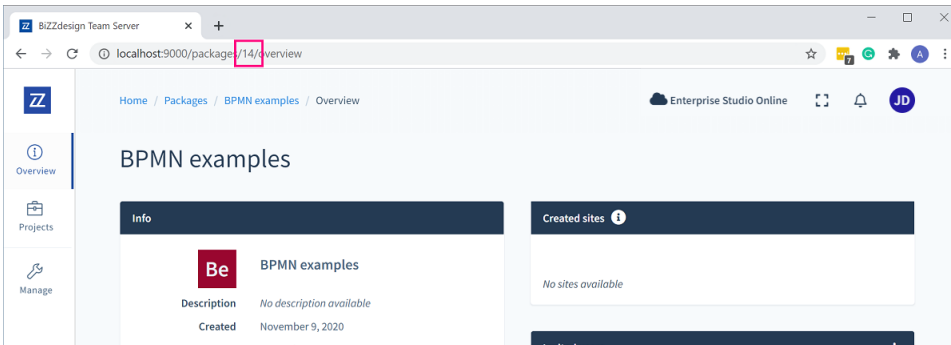 BiZZdesign Team Server
localhost:9000/packages/14/overview
7
A
Home / Packages / BPMN examples / Overview
Enterprise Studio Online
JD
Overview
Projects
Manage
BPMN examples
Info
Be
BPMN examples
Description No description available
Created November 9, 2020
Created sites
No sites available